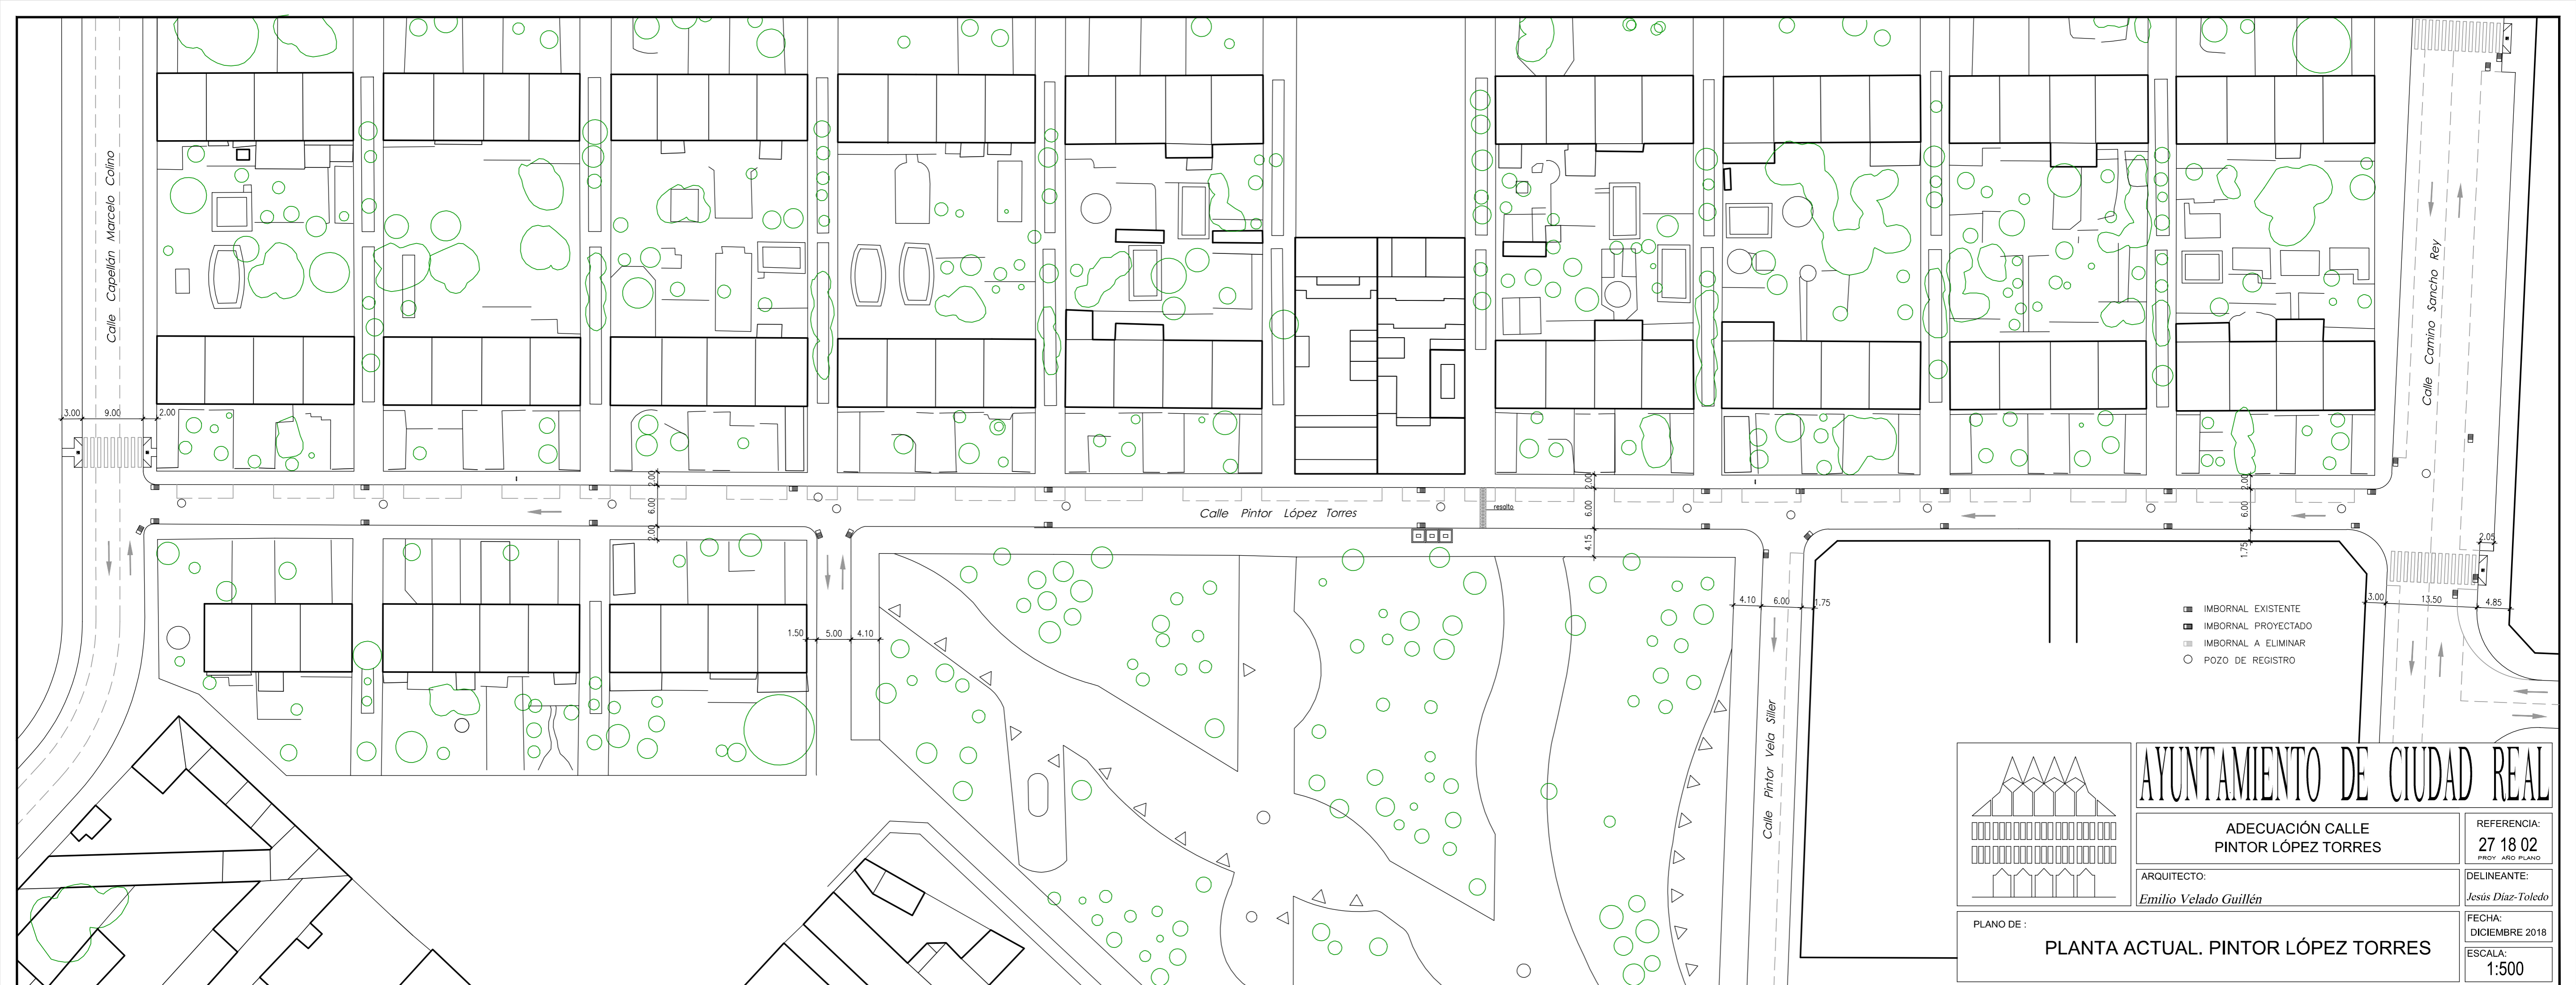 Calle Capellán Marcelo Colino
Calle Camino Sancho Rey
3.00
9.00
2.00
2.00
6.00
2.00
Calle Pintor López Torres
resalto
2.00
6.00
4.15
2.00
6.00
1.75
2.05
1.50
5.00
4.10
4.10
6.00
1.75
3.00
13.50
4.85
Calle Pintor Vela Siller
IMBORNAL EXISTENTE
IMBORNAL PROYECTADO
IMBORNAL A ELIMINAR
POZO DE REGISTRO
AYUNTAMIENTO DE CIUDAD REAL
ADECUACIÓN CALLE
PINTOR LÓPEZ TORRES
REFERENCIA:
27 18 02
PROY AÑO PLANO
ARQUITECTO:
Emilio Velado Guillén
DELINEANTE:
Jesús Díaz-Toledo
PLANO DE :
PLANTA ACTUAL. PINTOR LÓPEZ TORRES
FECHA:
DICIEMBRE 2018
ESCALA:
1:500